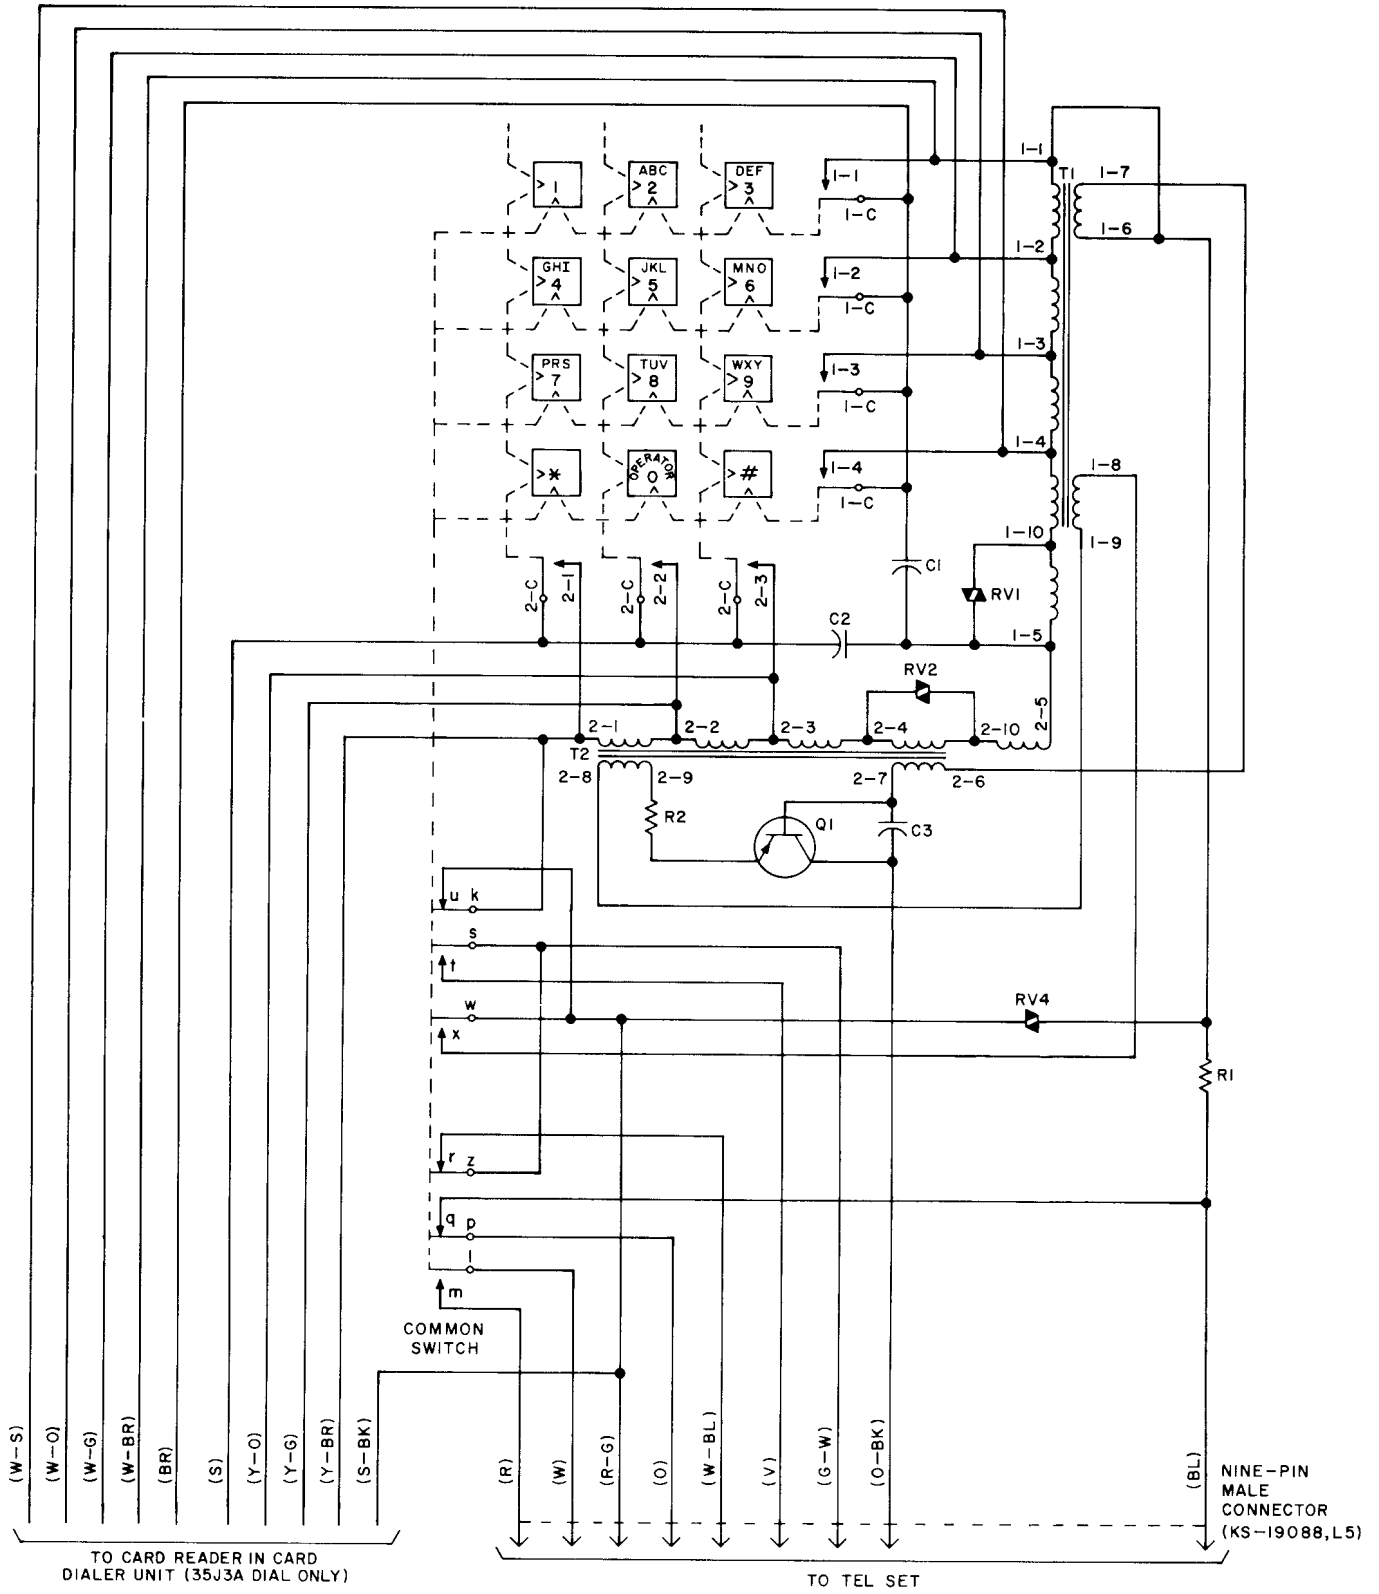 1-1
T1
1-7
1
ABC
2
DEF
3
1-1
1-C
1-6
1-2
GHI
4
JKL
5
MNO
6
1-2
1-C
1-3
PRS
7
TUV
8
WXY
9
1-3
1-C
1-4
*
OPERATOR
0
#
1-4
1-C
1-8
1-10
1-9
C1
RV1
2-C
2-1
2-C
2-2
2-C
2-3
C2
1-5
RV2
2-5
2-1
2-2
2-3
2-4
2-10
T2
2-8
2-9
2-7
2-6
R2
Q1
C3
u k
s
t
w
RV4
x
R1
r z
q p
l
m
COMMON
SWITCH
(W-S)
(W-O)
(W-G)
(W-BR)
(BR)
(S)
(Y-O)
(Y-G)
(Y-BR)
(S-BK)
(R)
(W)
(R-G)
(O)
(W-BL)
(V)
(G-W)
(O-BK)
(BL)
NINE-PIN
MALE
CONNECTOR
(KS-19088,L5)
TO CARD READER IN CARD
DIALER UNIT (35J3A DIAL ONLY)
TO TEL SET